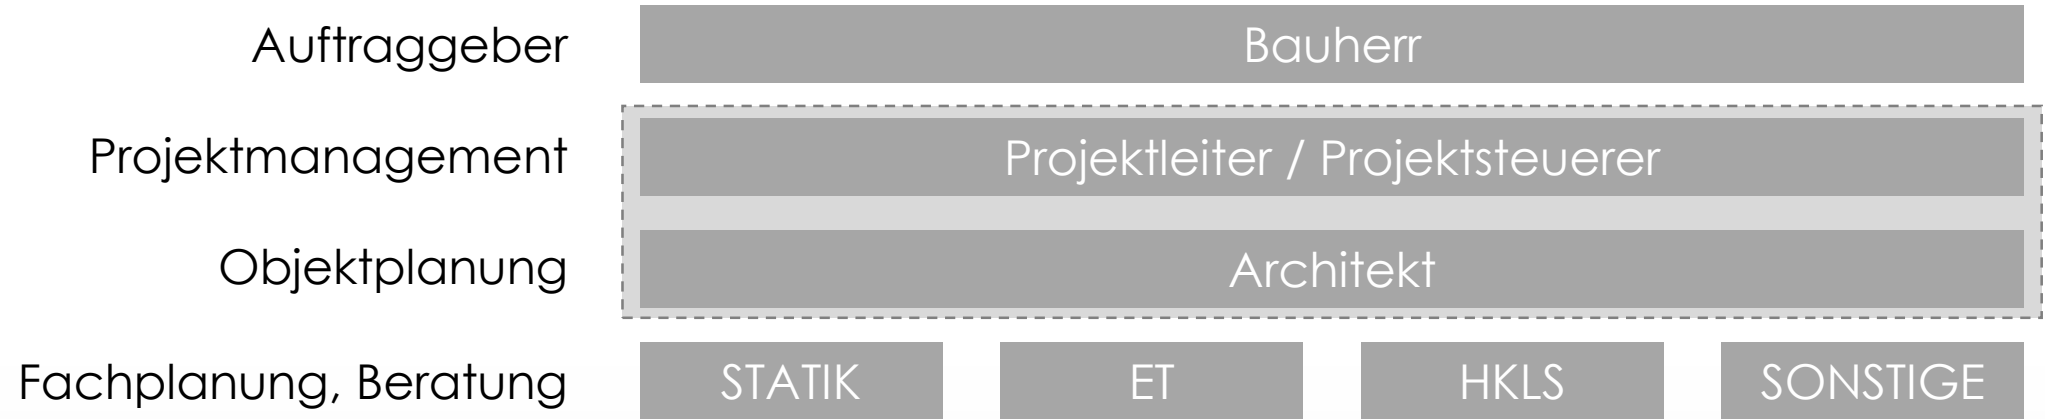 Auftraggeber Bauherr
Projektmanagement Projektleiter / Projektsteuerer
Objektplanung Architekt
Fachplanung, Beratung STATIK ET HKLS SONSTIGE